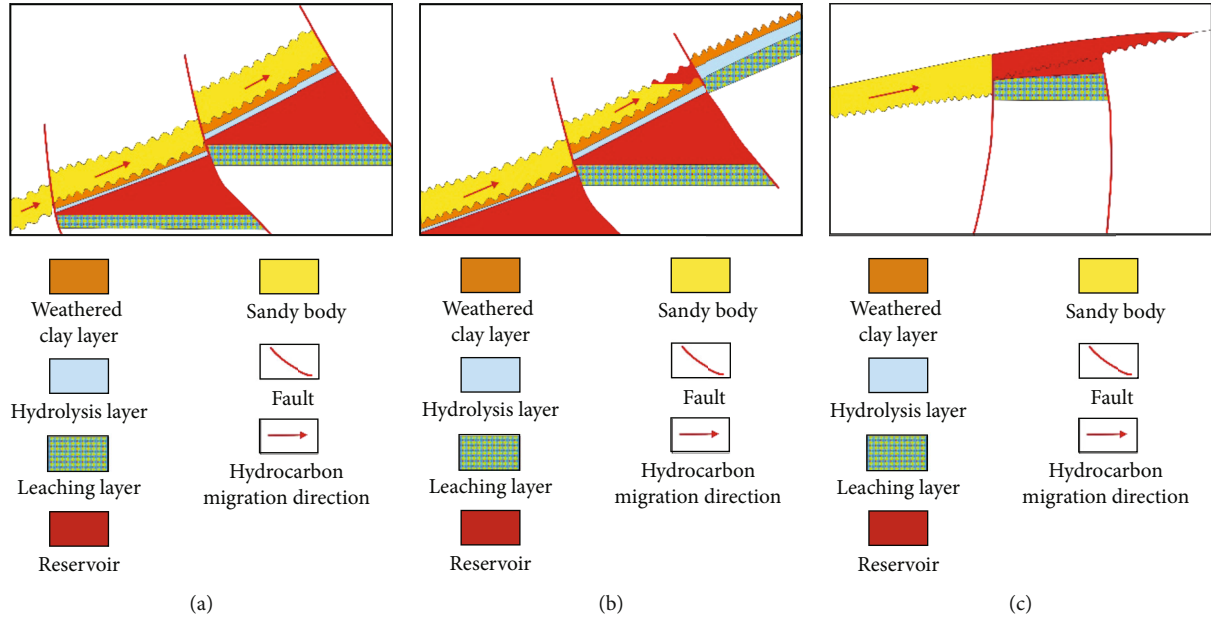 Weathered
clay layer
Hydrolysis layer
Leaching layer
Reservoir
Sandy body
Fault
Hydrocarbon
migration direction
(a)
Weathered
clay layer
Hydrolysis layer
Leaching layer
Reservoir
Sandy body
Fault
Hydrocarbon
migration direction
(b)
Weathered
clay layer
Hydrolysis layer
Leaching layer
Reservoir
Sandy body
Fault
Hydrocarbon
migration direction
(c)